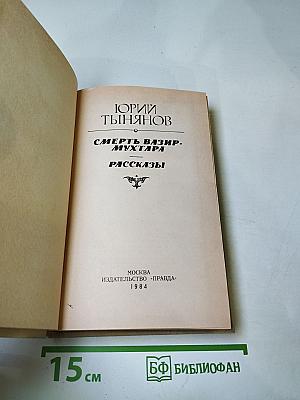 ЮРИЙ
ТЫНЯНОВ
СМЕРТЬ ВАЗИР-
МУХТАРА
РАССКАЗЫ
МОСКВА
ИЗДАТЕЛЬСТВО «ПРАВДА»
1984
15 см
БФ БИБЛИОФАН